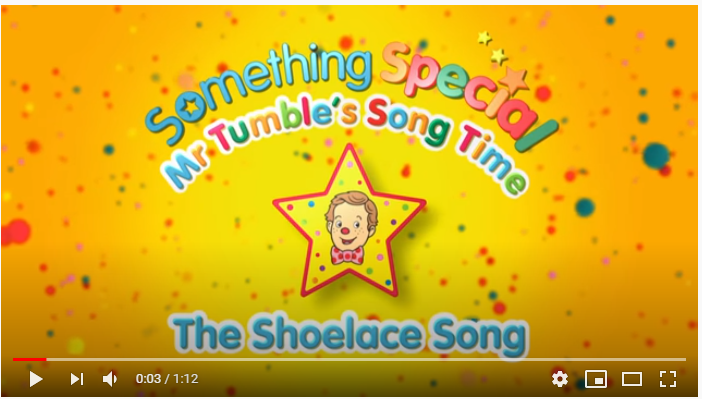 Something Special
Mr Tumble's Song Time
The Shoelace Song
0:03 / 1:12